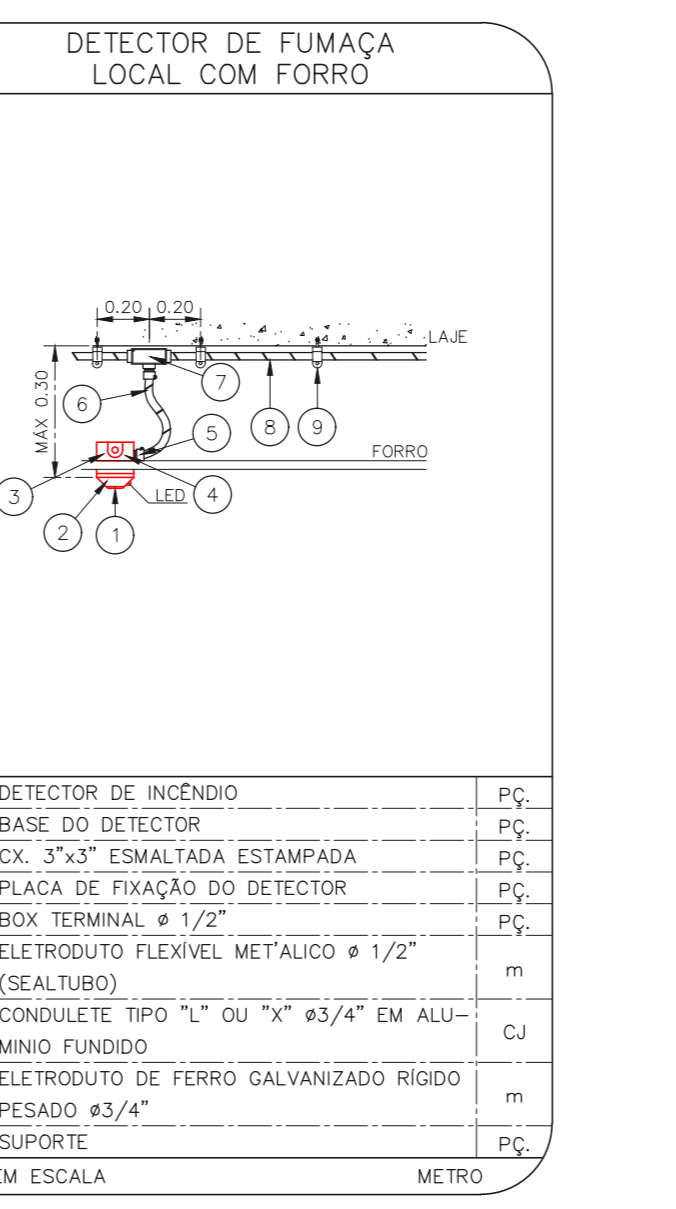 DETECTOR DE FUMAÇA
LOCAL COM FORRO
0.20 0.20
LAJE
MÁX 0.30
7
6
5
8
9
FORRO
3
LED
4
2
1
DETECTOR DE INCÊNDIO PÇ.
BASE DO DETECTOR PÇ.
CX. 3"x3" ESMALTADA ESTAMPADA PÇ.
PLACA DE FIXAÇÃO DO DETECTOR PÇ.
BOX TERMINAL ø 1/2" PÇ.
ELETRODUTO FLEXÍVEL MET'ALICO ø 1/2"
(SEALTUBO) m
CONDULETE TIPO "L" OU "X" ø3/4" EM ALU-
MINIO FUNDIDO CJ
ELETRODUTO DE FERRO GALVANIZADO RÍGIDO
PESADO ø3/4" m
SUPORTE PÇ.
EM ESCALA METRO